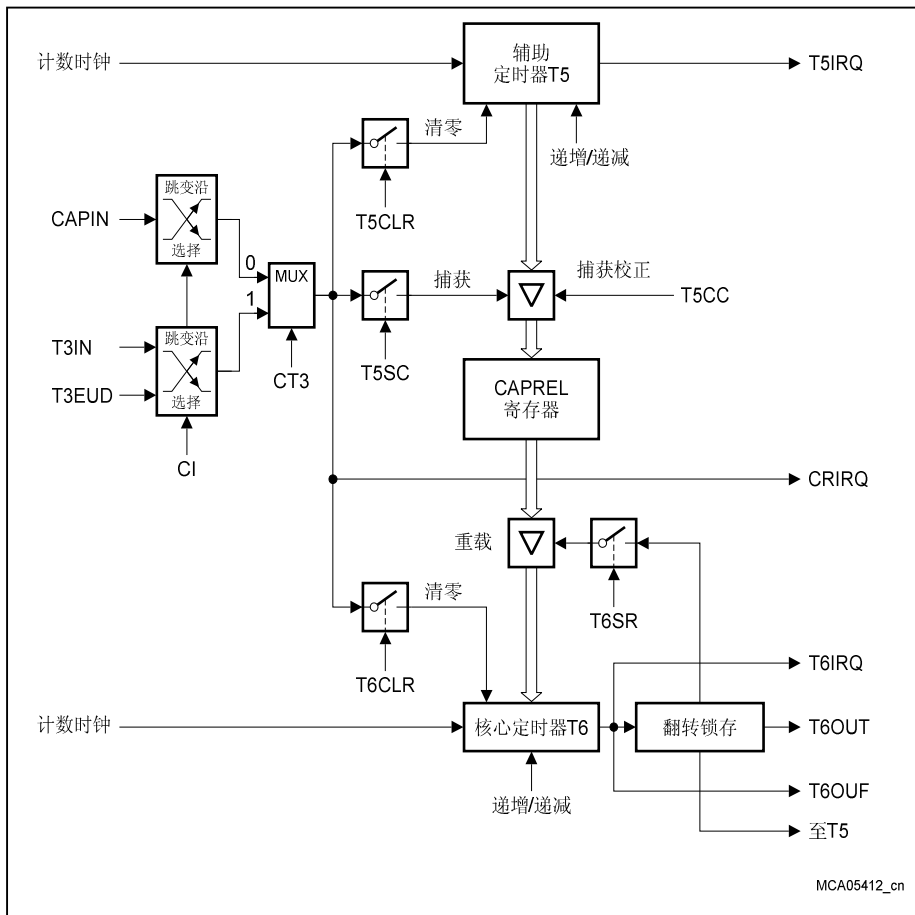 计数时钟
辅助
定时器T5
T5IRQ
清零
递增/递减
T5CLR
跳变沿
CAPIN
选择
0
MUX
1
捕获
捕获校正
T5CC
跳变沿
T3IN
T3EUD
选择
CT3
T5SC
CAPREL
寄存器
CI
CRIRQ
重载
清零
T6SR
T6CLR
T6IRQ
计数时钟
核心定时器T6
翻转锁存
T6OUT
递增/递减
T6OUF
至T5
MCA05412_cn